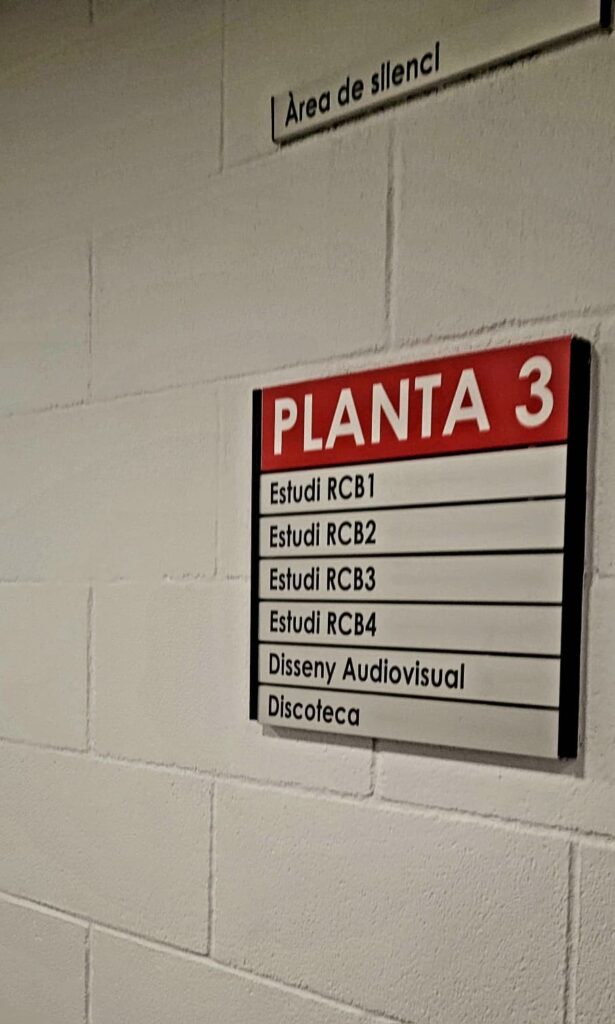 Àrea de silenci
PLANTA 3
Estudi RCB1
Estudi RCB2
Estudi RCB3
Estudi RCB4
Disseny Audiovisual
Discoteca